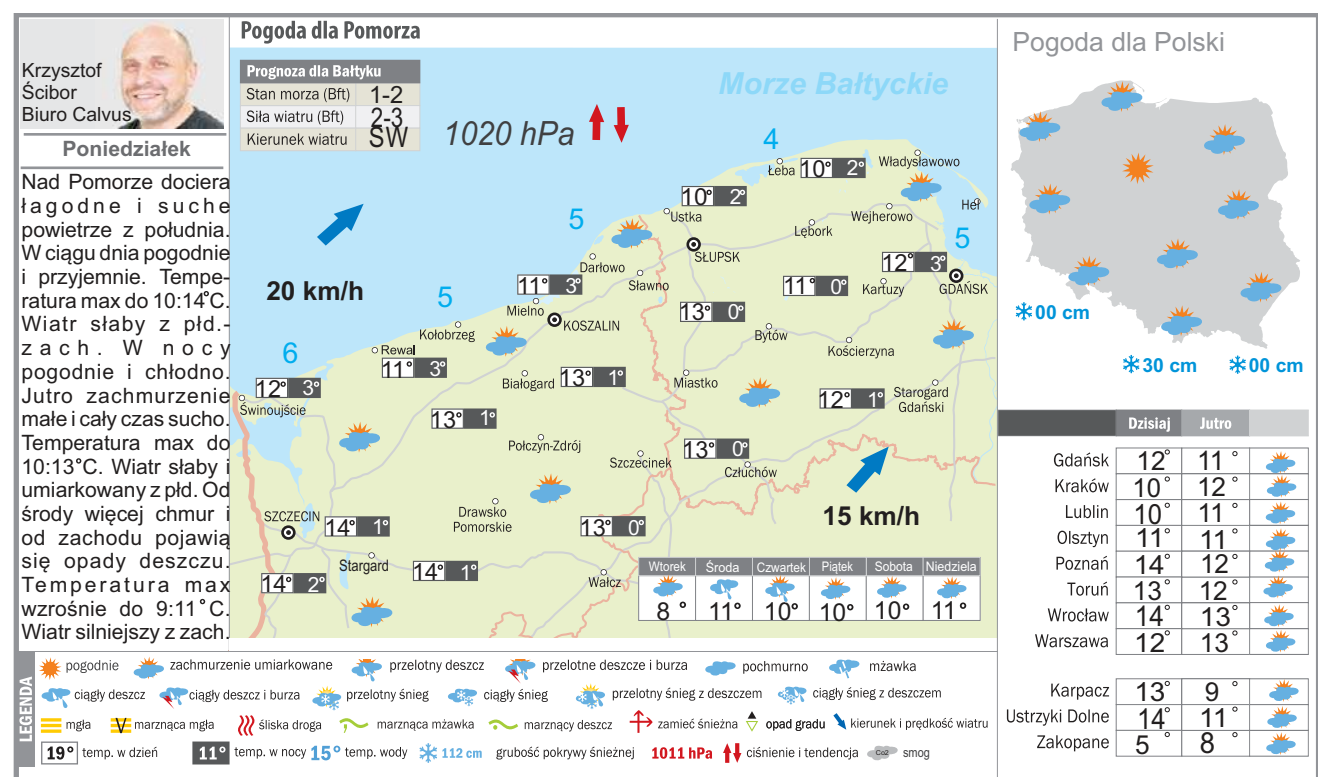 Krzysztof
Ścibor
Biuro Calvus
Poniedziałek
Nad Pomorze dociera
łagodne i suche
powietrze z południa.
W ciągu dnia pogodnie
i przyjemnie. Tempe-
ratura max do 10:14°C.
Wiatr słaby z płd.-
zach. W nocy
pogodnie i chłodno.
Jutro zachmurzenie
małe i cały czas sucho.
Temperatura max do
10:13°C. Wiatr słaby i
umiarkowany z płd. Od
środy więcej chmur i
od zachodu pojawią
się opady deszczu.
Temperatura max
wzrośnie do 9:11°C.
Wiatr silniejszy z zach.
Pogoda dla Pomorza
Prognoza dla Bałtyku
Stan morza (Bft) 1-2
Siła wiatru (Bft) 2-3
Kierunek wiatru SW
Morze Bałtyckie
1020 hPa
4
Łeba 10° 2°
Władysławowo
10° 2°
Ustka
Wejherowo
Hel
5
Lębork
5
SŁUPSK
12° 3°
Darłowo
11° 3°
Sławno
11° 0°
Kartuzy
GDAŃSK
20 km/h
5
Mielno
KOSZALIN
13° 0°
Kołobrzeg
Bytów
Kościerzyna
6
Rewal
11° 3°
12° 3°
Świnoujście
Białogard 13° 1°
Miastko
12° 1°
Starogard
Gdański
13° 1°
Połczyn-Zdrój
Szczecinek
13° 0°
Człuchów
Drawsko
Pomorskie
15 km/h
SZCZECIN
14° 1°
13° 0°
Stargard
14° 1°
14° 2°
Wałcz
Wtorek Środa Czwartek Piątek Sobota Niedziela
8 ° 11° 10° 10° 10° 11°
Pogoda dla Polski
00 cm
30 cm 00 cm
Dzisiaj Jutro
Gdańsk 12° 11 °
Kraków 10° 12 °
Lublin 10° 11 °
Olsztyn 11° 11 °
Poznań 14° 12°
Toruń 13° 12 °
Wrocław 14° 13°
Warszawa 12° 13 °
Karpacz 13° 9 °
Ustrzyki Dolne 14° 11 °
Zakopane 5 ° 8 °
LEGENDA
pogodnie zachmurzenie umiarkowane przelotny deszcz przelotne deszcze i burza pochmurno mżawka
ciągły deszcz ciągły deszcz i burza przelotny śnieg ciągły śnieg przelotny śnieg z deszczem ciągły śnieg z deszczem
mgła marznąca mgła śliska droga marznąca mżawka marznący deszcz zamieć śnieżna opad gradu kierunek i prędkość wiatru
19° temp. w dzień 11° temp. w nocy 15° temp. wody 112 cm grubość pokrywy śnieżnej 1011 hPa ciśnienie i tendencja Co2 smog